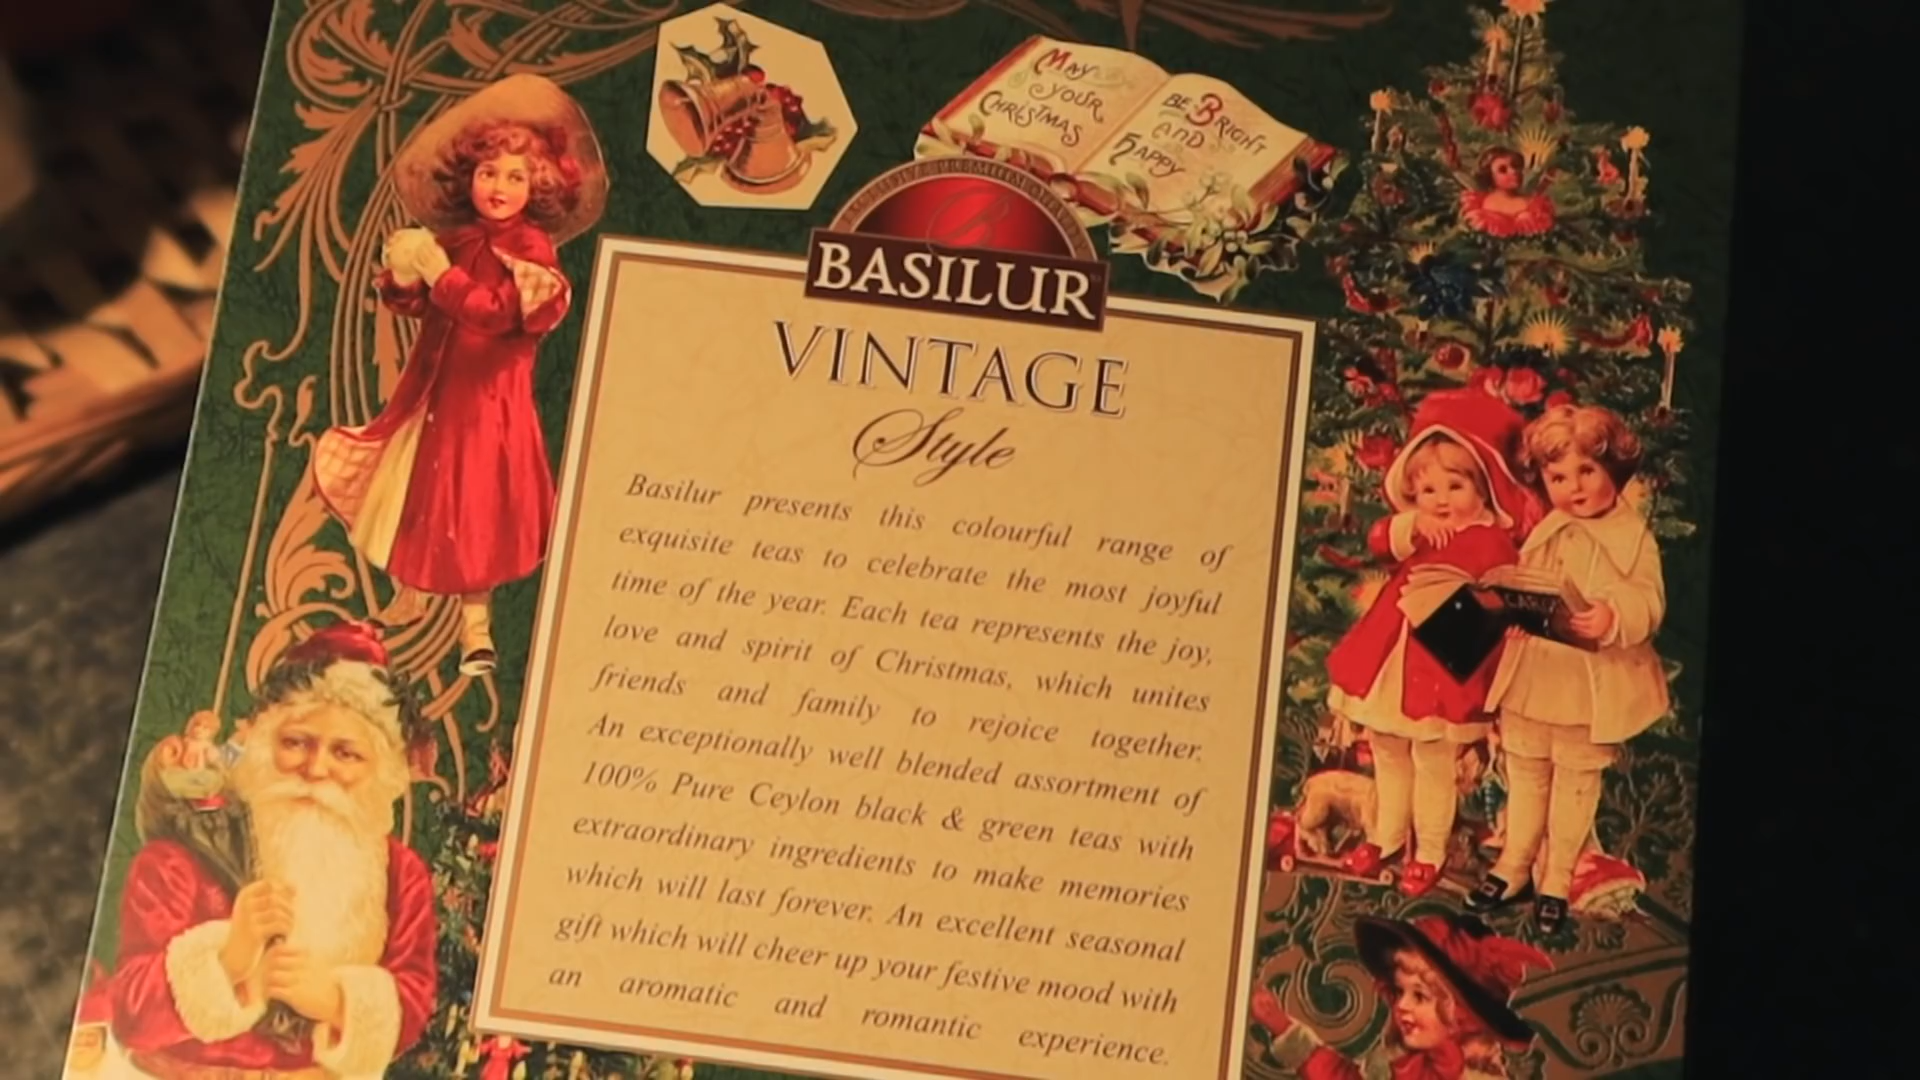 MAY
YOUR
CHRISTMAS
BE BRIGHT
AND
HAPPY
BASILUR
VINTAGE
Style
Basilur presents this colourful range of
exquisite teas to celebrate the most joyful
time of the year. Each tea represents the joy,
love and spirit of Christmas, which unites
friends and family to rejoice together.
An exceptionally well blended assortment of
100% Pure Ceylon black & green teas with
extraordinary ingredients to make memories
which will last forever. An excellent seasonal
gift which will cheer up your festive mood with
an aromatic and romantic experience.